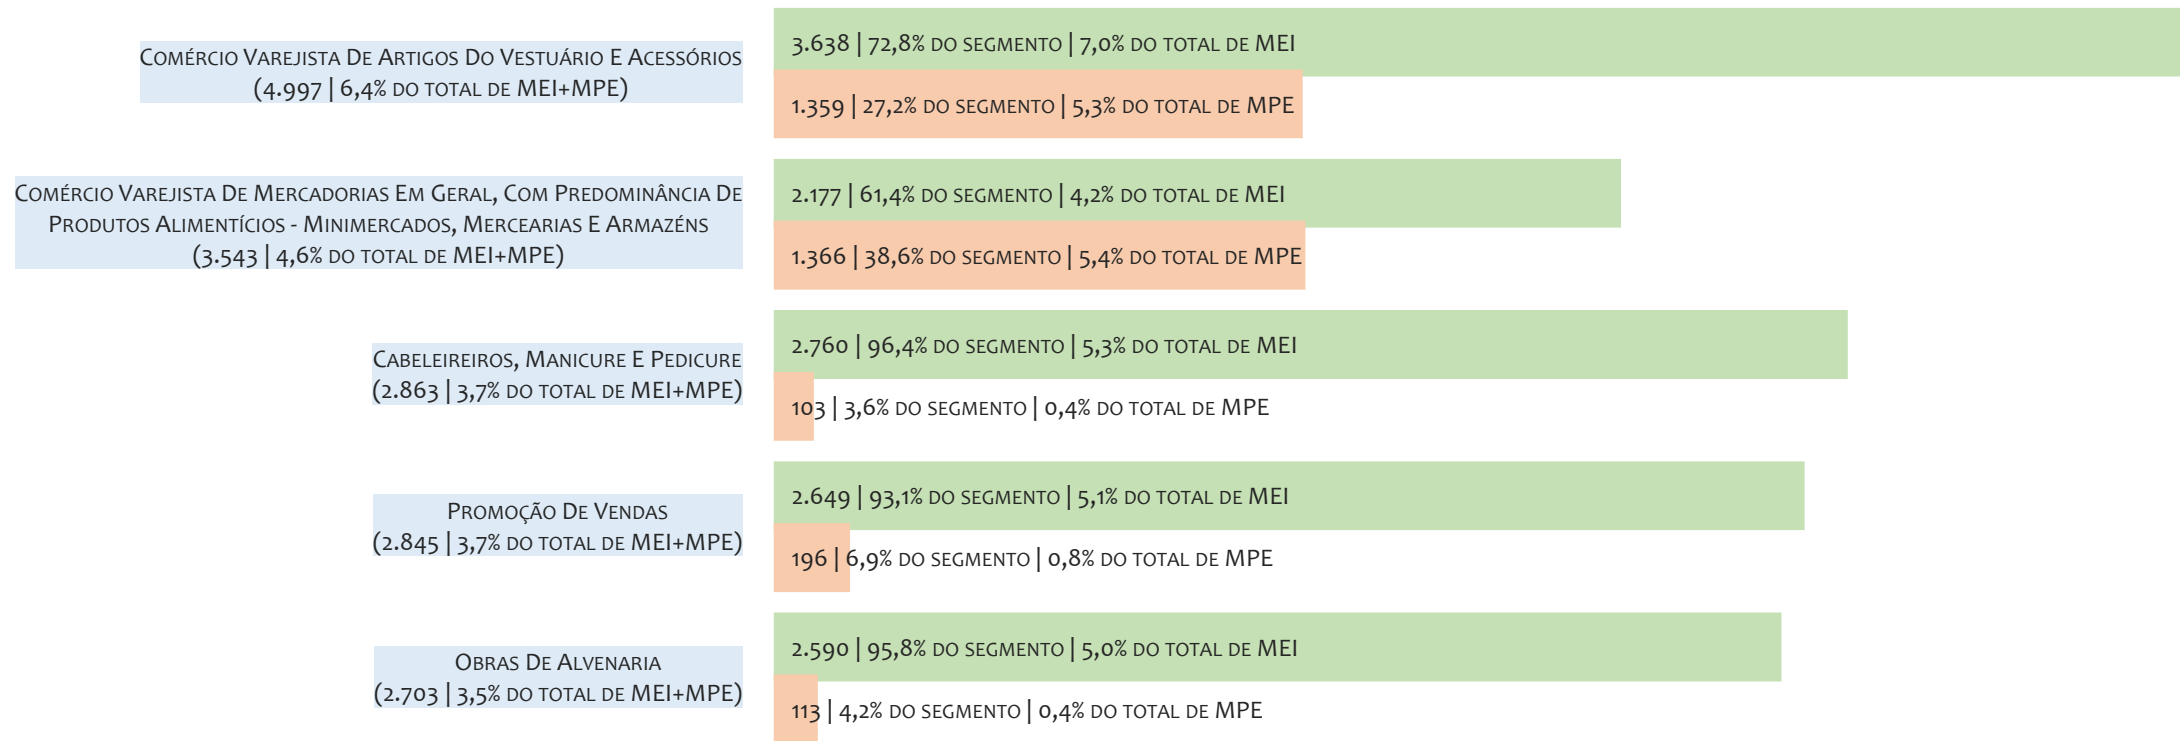 Comércio Varejista De Artigos Do Vestuário E Acessórios
(4.997 | 6,4% do total de MEI+MPE)
3.638 | 72,8% do segmento | 7,0% do total de MEI
1.359 | 27,2% do segmento | 5,3% do total de MPE
Comércio Varejista De Mercadorias Em Geral, Com Predominância De
Produtos Alimentícios - Minimercados, Mercearias E Armazéns
(3.543 | 4,6% do total de MEI+MPE)
2.177 | 61,4% do segmento | 4,2% do total de MEI
1.366 | 38,6% do segmento | 5,4% do total de MPE
Cabeleireiros, Manicure E Pedicure
(2.863 | 3,7% do total de MEI+MPE)
2.760 | 96,4% do segmento | 5,3% do total de MEI
103 | 3,6% do segmento | 0,4% do total de MPE
Promoção De Vendas
(2.845 | 3,7% do total de MEI+MPE)
2.649 | 93,1% do segmento | 5,1% do total de MEI
196 | 6,9% do segmento | 0,8% do total de MPE
Obras De Alvenaria
(2.703 | 3,5% do total de MEI+MPE)
2.590 | 95,8% do segmento | 5,0% do total de MEI
113 | 4,2% do segmento | 0,4% do total de MPE